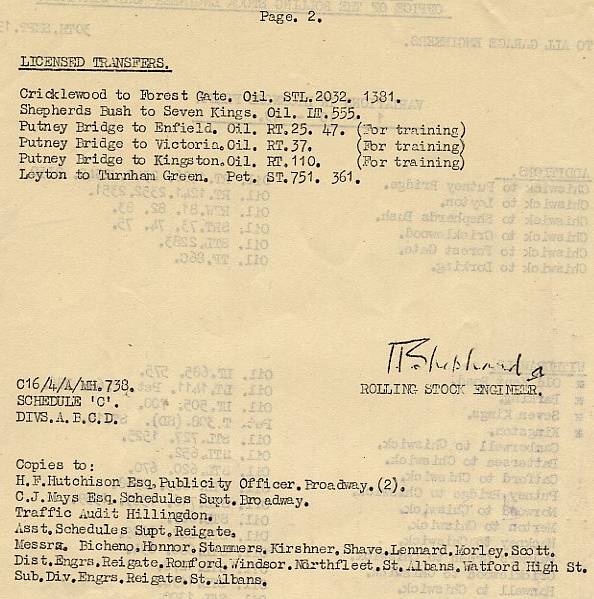 Page. 2.
LICENSED TRANSFERS.
Cricklewood to Forest Gate. Oil. STL.2032. 1381.
Shepherds Bush to Seven Kings. Oil. LT.555.
Putney Bridge to Enfield. Oil. RT.25. 47. (For training)
Putney Bridge to Victoria.Oil. RT.37. (For training)
Putney Bridge to Kingston.Oil. RT.110. (For training)
Leyton to Turnham Green. Pet. ST.751. 361.
C16/4/A/MH.738.
ROLLING STOCK ENGINEER.
SCHEDULE 'C'.
DIVS.A.B.C.D.
Copies to:
H.F.Hutchison Esq.Publicity Officer. Broadway.(2).
C.J.Mays Esq.Schedules Supt.Broadway.
Traffic Audit Hillingdon.
Asst.Schedules Supt.Reigate.
Messrs. Bicheno.Honnor.Stammers.Kirshner.Shave.Lennard.Morley.Scott.
Dist.Engrs.Reigate.Romford.Windsor.Northfleet.St.Albans.Watford High St.
Sub.Div.Engrs.Reigate.St.Albans.